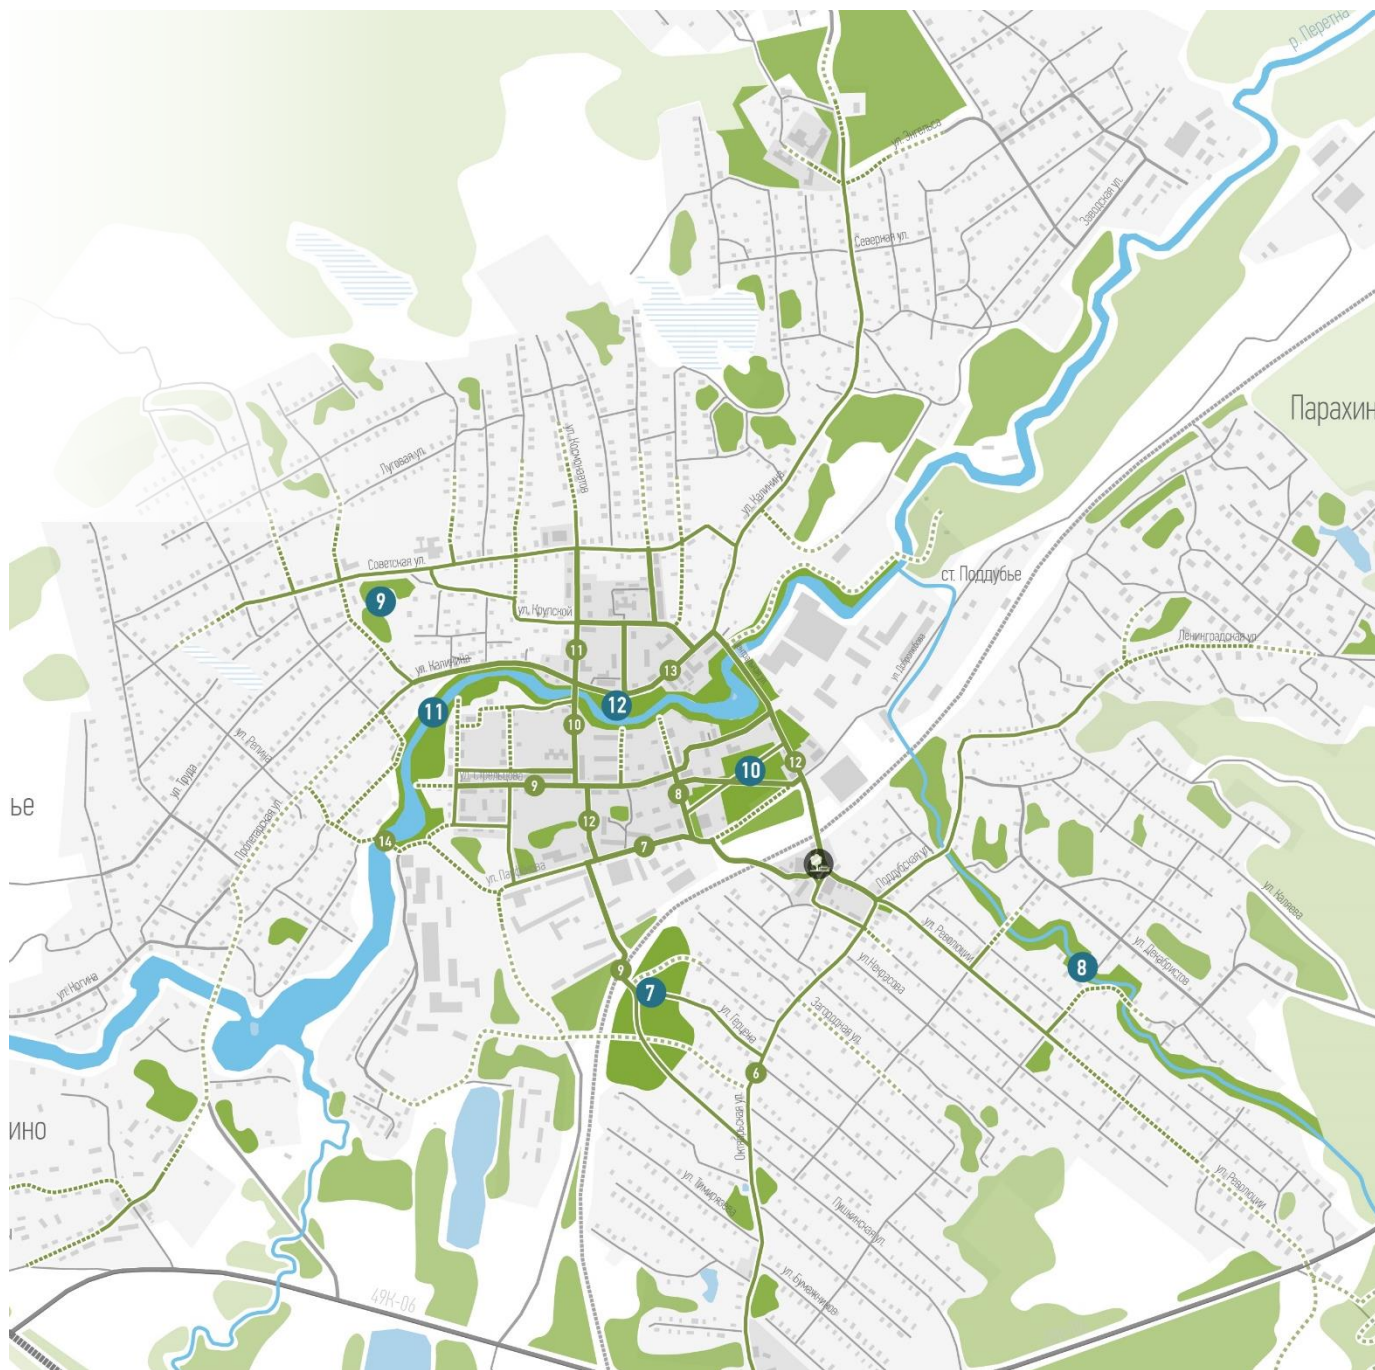 р. Перетна
ул. Энгельса
Заводская ул.
Северная ул.
Парахин
ул. Космонавтов
Луговая ул.
ул. Калинина
Советская ул.
ст. Поддубье
9
ул. Крупской
ул. Добролюбова
Ленинградская ул.
11
13
ул. Калинина
11
12
10
ул. Репина
ул. Труда
12
10
9
8
ье
Пролетарская ул.
12
14
7
Поддубская ул.
ул. Каляева
ул. Революции
ул. Декабристов
ул. Некрасова
8
9
7
ул. Ногина
Загородная ул.
ул. Герцена
6
Октябрьская ул.
ино
ул. Тимирязева
Пушкинская ул.
ул. Революции
ул. Бумажников
49К-06